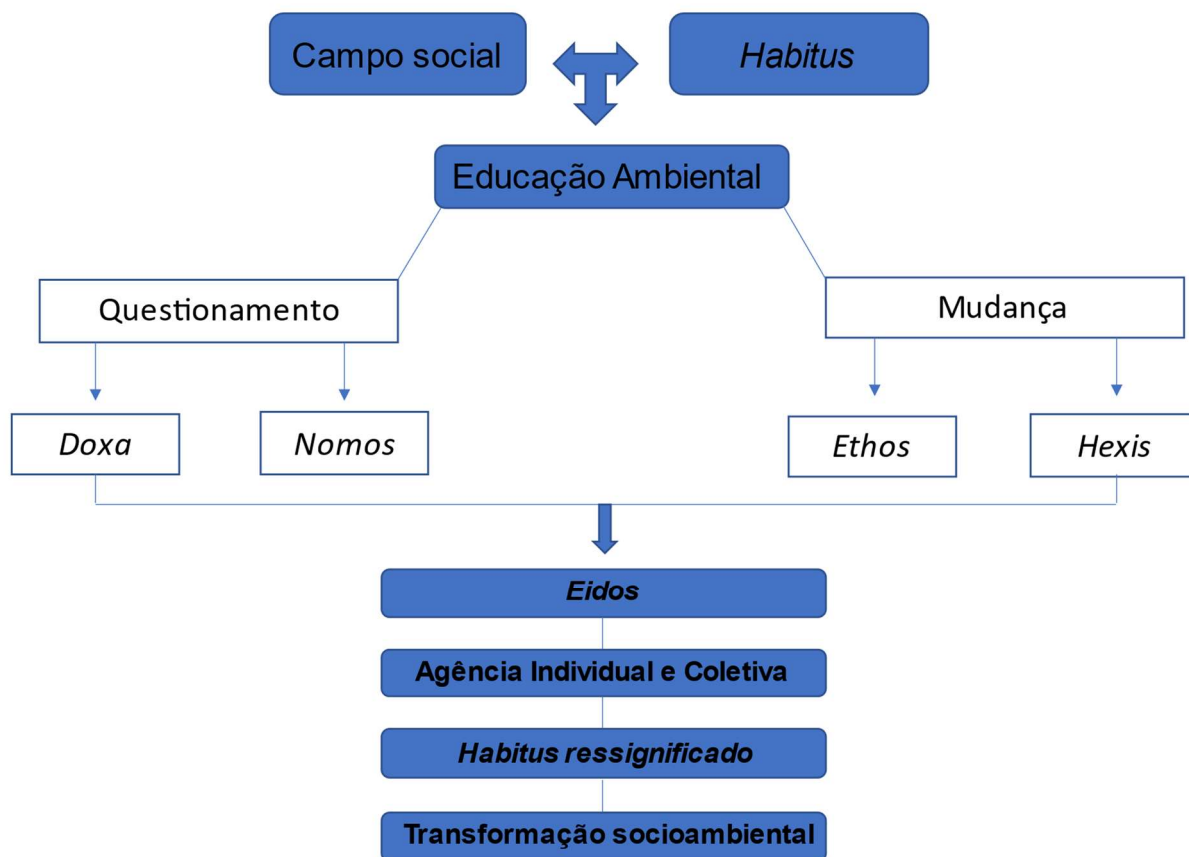 Campo social
Habitus
Educação Ambiental
Questionamento
Mudança
Doxa
Nomos
Ethos
Hexis
Eidos
Agência Individual e Coletiva
Habitus ressignificado
Transformação socioambiental